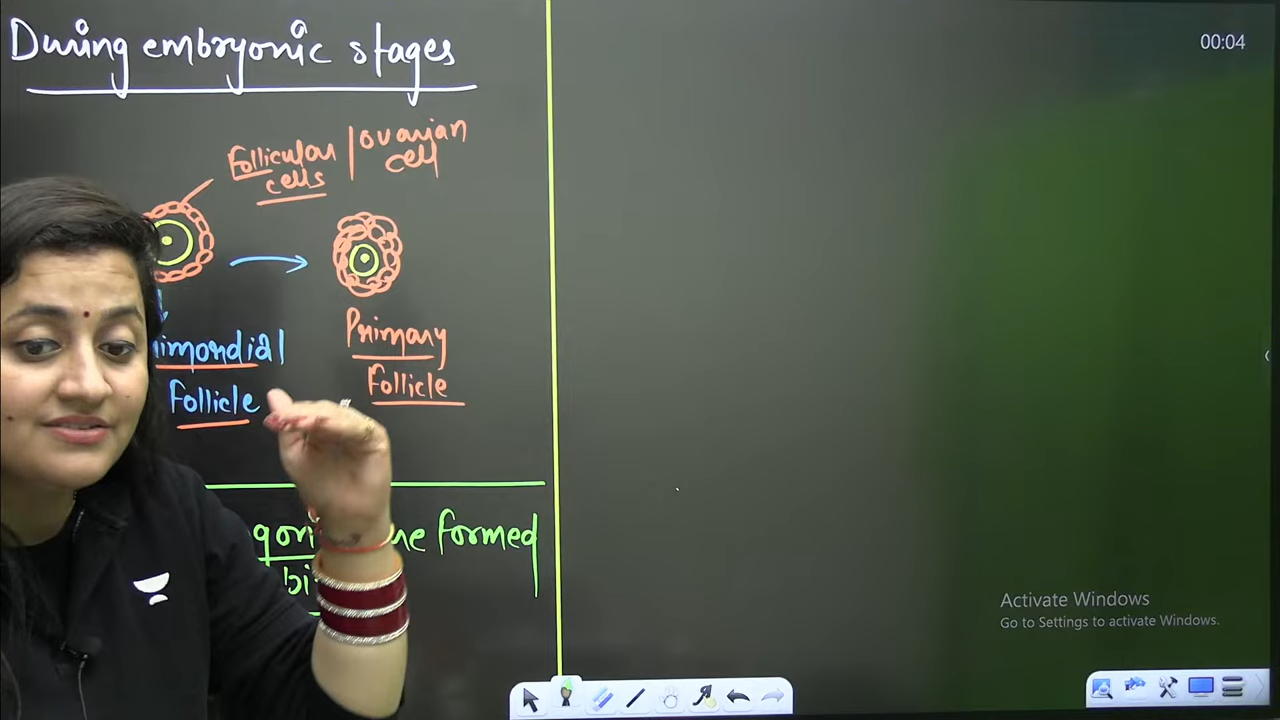 During embryonic stages
00:04
Follicular | ovarian
cells cell
Primary
Follicle
Follicle
formed
Activate Windows
Go to Settings to activate Windows.